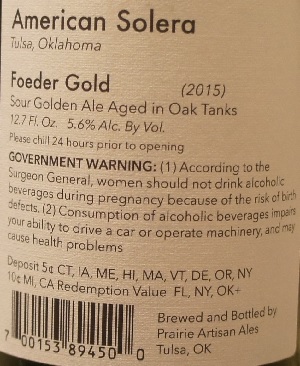 American Solera
Tulsa, Oklahoma
Foeder Gold (2015)
Sour Golden Ale Aged in Oak Tanks
12.7 Fl. Oz. 5.6% Alc. By Vol.
Please chill 24 hours prior to opening
GOVERNMENT WARNING: (1) According to the
Surgeon General, women should not drink alcoholic
beverages during pregnancy because of the risk of birth
defects. (2) Consumption of alcoholic beverages impairs
your ability to drive a car or operate machinery, and may
cause health problems
Deposit 5¢ CT, IA, ME, HI, MA, VT, DE, OR, NY
10¢ MI, CA Redemption Value FL, NY, OK+
Brewed and Bottled by
Prairie Artisan Ales
Tulsa, OK
7 00153 89450 0